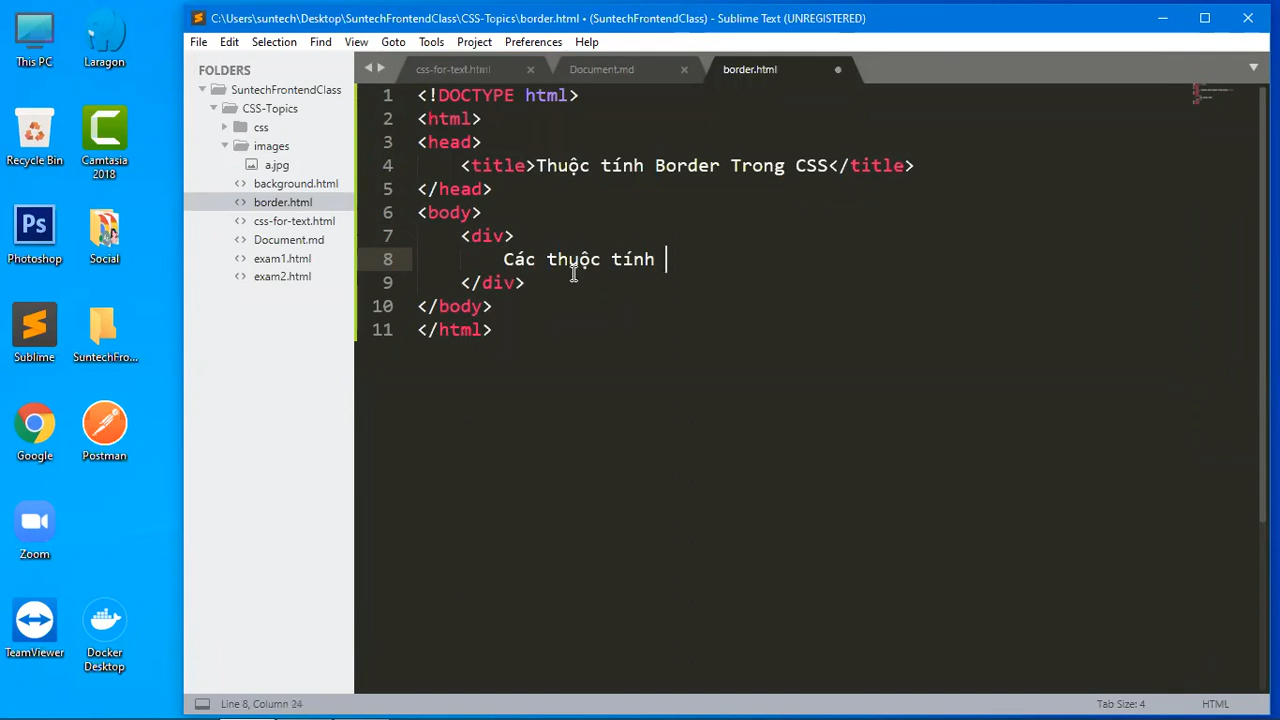 This PC
Laragon
Recycle Bin
Camtasia 2018
Ps
Photoshop
Social
Sublime
SuntechFro...
Google
Postman
Zoom
TeamViewer
Docker Desktop
C:\Users\suntech\Desktop\SuntechFrontendClass\CSS-Topics\border.html • (SuntechFrontendClass) - Sublime Text (UNREGISTERED)
File Edit Selection Find View Goto Tools Project Preferences Help
FOLDERS
SuntechFrontendClass
CSS-Topics
css
images
a.jpg
background.html
border.html
css-for-text.html
Document.md
exam1.html
exam2.html
css-for-text.html Document.md border.html
1 <!DOCTYPE html>
2 <html>
3 <head>
4 <title>Thuộc tính Border Trong CSS</title>
5 </head>
6 <body>
7 <div>
8 Các thuộc tính
9 </div>
10 </body>
11 </html>
Line 8, Column 24 Tab Size: 4 HTML